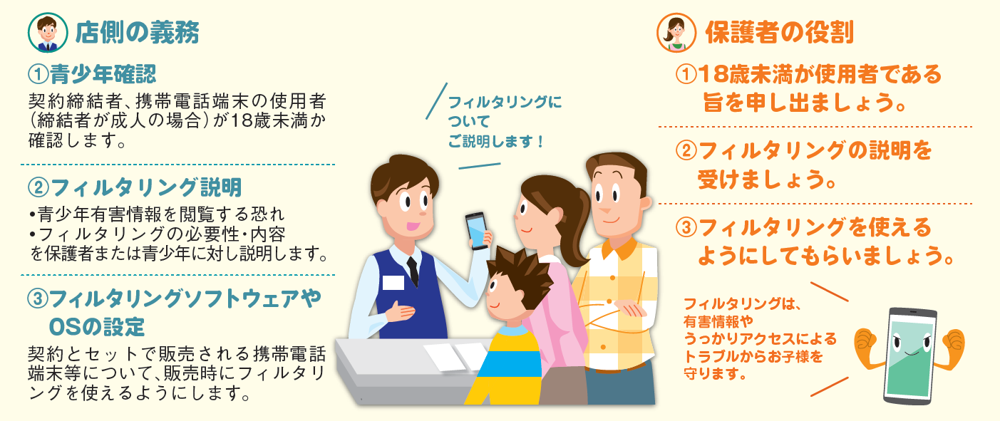 店側の義務
①青少年確認
契約締結者、携帯電話端末の使用者
（締結者が成人の場合）が18歳未満か
確認します。
②フィルタリング説明
•青少年有害情報を閲覧する恐れ
•フィルタリングの必要性・内容
を保護者または青少年に対し説明します。
③フィルタリングソフトウェアや
OSの設定
契約とセットで販売される携帯電話
端末等について、販売時にフィルタリ
ングを使えるようにします。
フィルタリングに
ついて
ご説明します！
保護者の役割
①18歳未満が使用者である
旨を申し出ましょう。
②フィルタリングの説明を
受けましょう。
③フィルタリングを使える
ようにしてもらいましょう。
フィルタリングは、
有害情報や
うっかりアクセスによる
トラブルからお子様を
守ります。